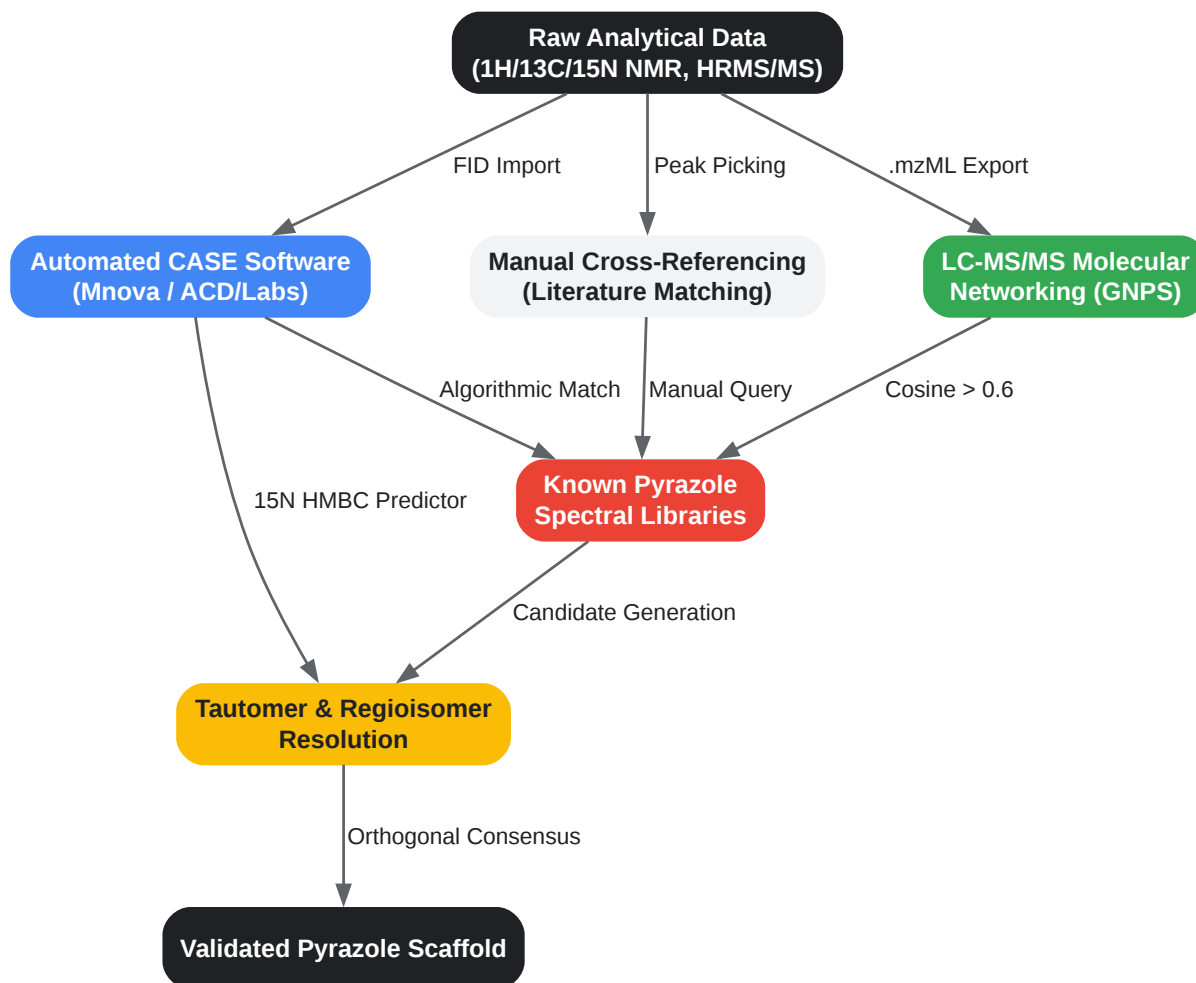 Raw Analytical Data
(1H/13C/15N NMR, HRMS/MS)
FID Import
Peak Picking
.mzML Export
Automated CASE Software
(Mnova / ACD/Labs)
Manual Cross-Referencing
(Literature Matching)
LC-MS/MS Molecular
Networking (GNPS)
Algorithmic Match
Manual Query
Cosine > 0.6
15N HMBC Predictor
Known Pyrazole
Spectral Libraries
Candidate Generation
Tautomer & Regioisomer
Resolution
Orthogonal Consensus
Validated Pyrazole Scaffold